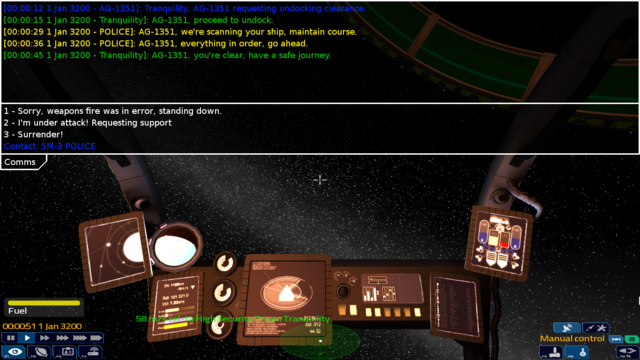 [00:00:12 1 Jan 3200 - AG-1351]: Tranquility, AG-1351 requesting undocking clearance.
[00:00:15 1 Jan 3200 - Tranquility]: AG-1351, proceed to undock.
[00:00:29 1 Jan 3200 - POLICE]: AG-1351, we're scanning your ship, maintain course.
[00:00:36 1 Jan 3200 - POLICE]: AG-1351, everything in order, go ahead.
[00:00:45 1 Jan 3200 - Tranquility]: AG-1351, you're clear, have a safe journey.
1 - Sorry, weapons fire was in error, standing down.
2 - I'm under attack! Requesting support
3 - Surrender!
Contact: SM-3 POLICE
Comms
Fuel
00:00:51 1 Jan 3200
Manual control